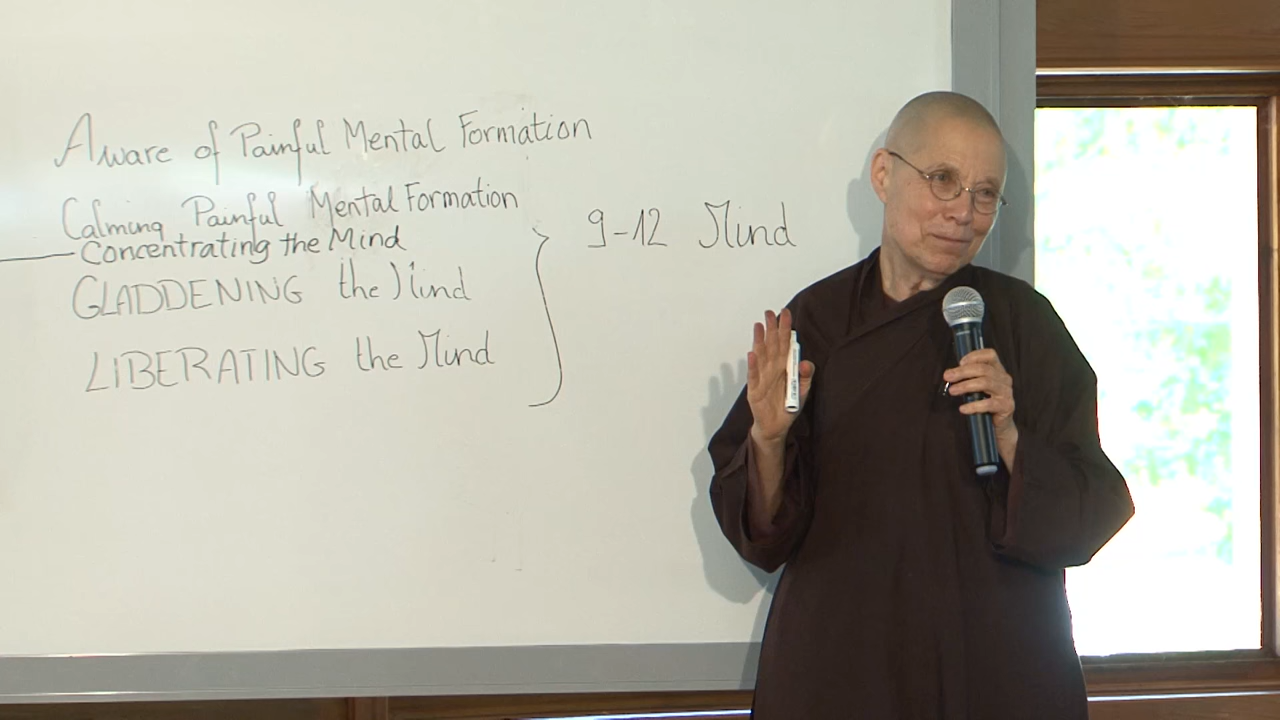 Aware of Painful Mental Formation
Calming Painful Mental Formation
Concentrating the Mind
GLADDENING the Mind
LIBERATING the Mind
9-12 Mind